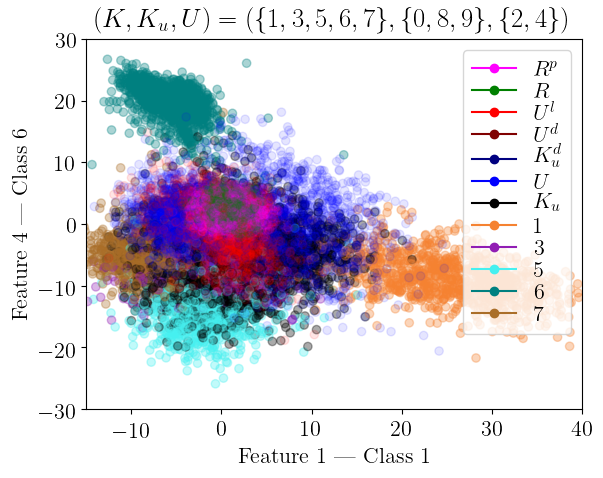 (K, K_u, U) = ({1, 3, 5, 6, 7}, {0, 8, 9}, {2, 4})
30
20
10
0
−10
−20
−30
Feature 4 — Class 6
−10
0
10
20
30
40
Feature 1 — Class 1
R^p
R
U^l
U^d
K_u^d
U
K_u
1
3
5
6
7